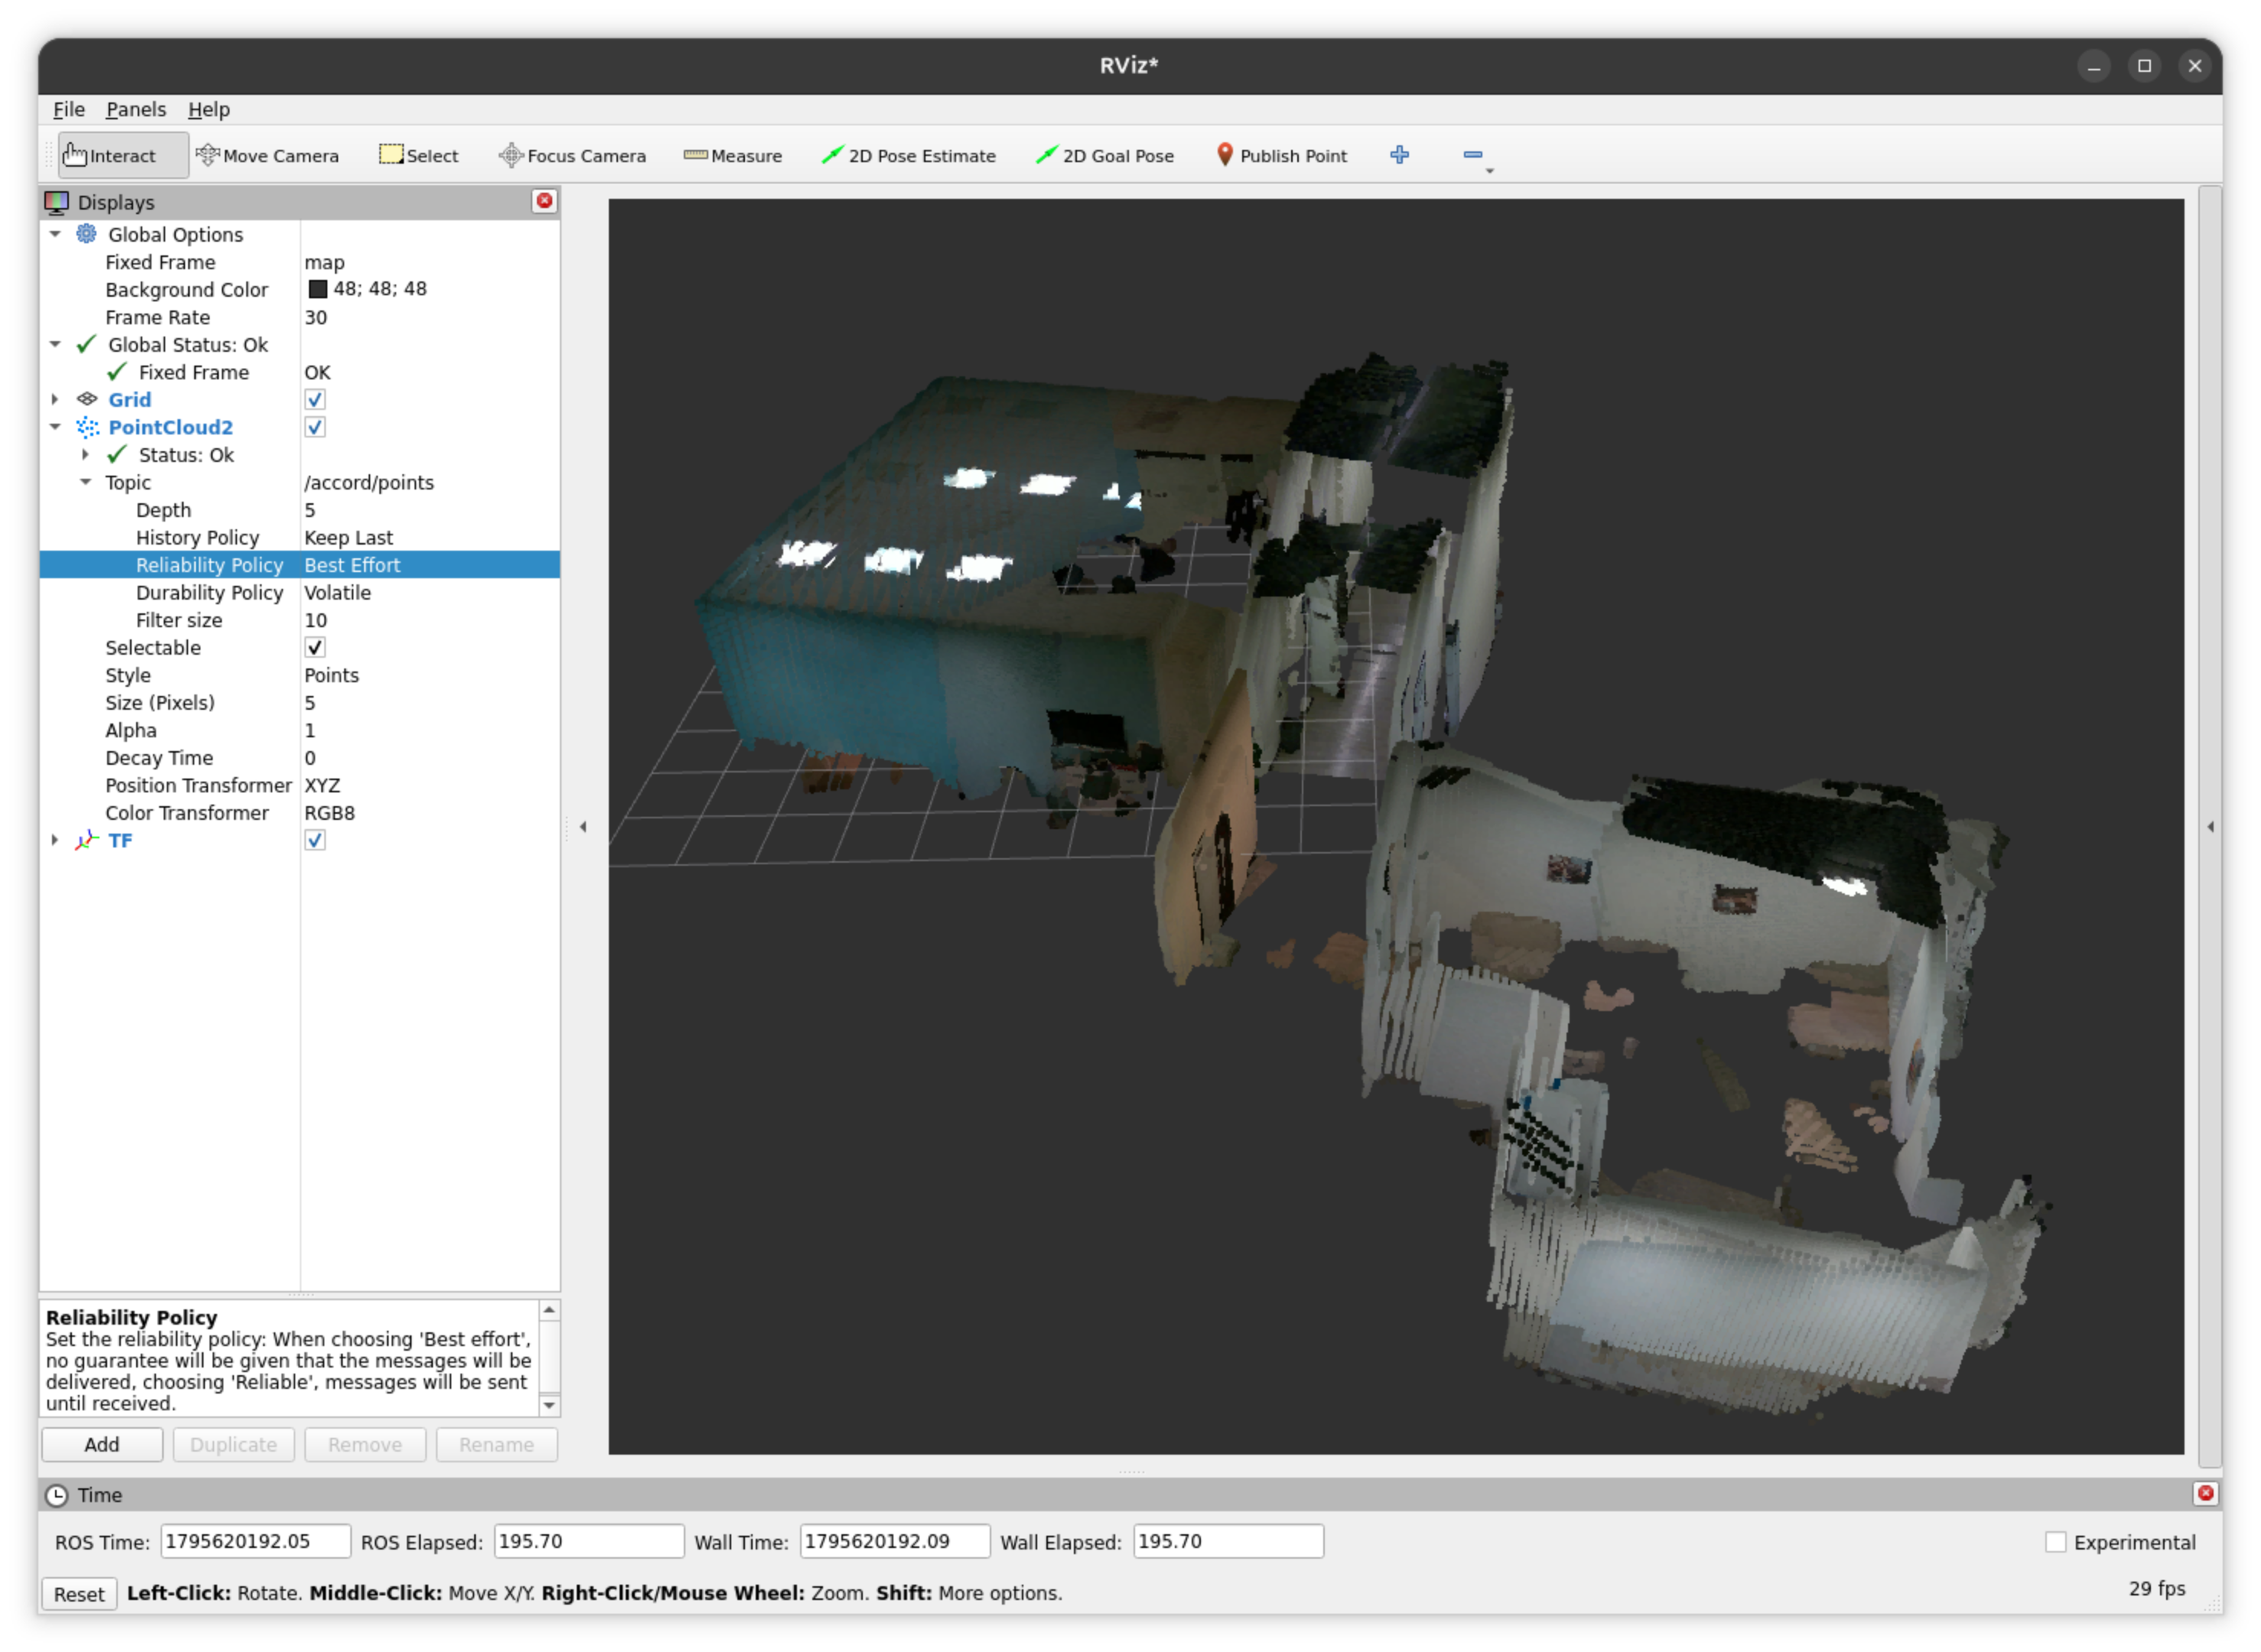 RViz*
File Panels Help
Interact Move Camera Select Focus Camera Measure 2D Pose Estimate 2D Goal Pose Publish Point
Displays
Global Options
Fixed Frame map
Background Color 48; 48; 48
Frame Rate 30
Global Status: Ok
Fixed Frame OK
Grid
PointCloud2
Status: Ok
Topic /accord/points
Depth 5
History Policy Keep Last
Reliability Policy Best Effort
Durability Policy Volatile
Filter size 10
Selectable
Style Points
Size (Pixels) 5
Alpha 1
Decay Time 0
Position Transformer XYZ
Color Transformer RGB8
TF
Reliability Policy
Set the reliability policy: When choosing 'Best effort',
no guarantee will be given that the messages will be
delivered, choosing 'Reliable', messages will be sent
until received.
Add Duplicate Remove Rename
Time
ROS Time: 1795620192.05 ROS Elapsed: 195.70 Wall Time: 1795620192.09 Wall Elapsed: 195.70 Experimental
Reset Left-Click: Rotate. Middle-Click: Move X/Y. Right-Click/Mouse Wheel: Zoom. Shift: More options. 29 fps